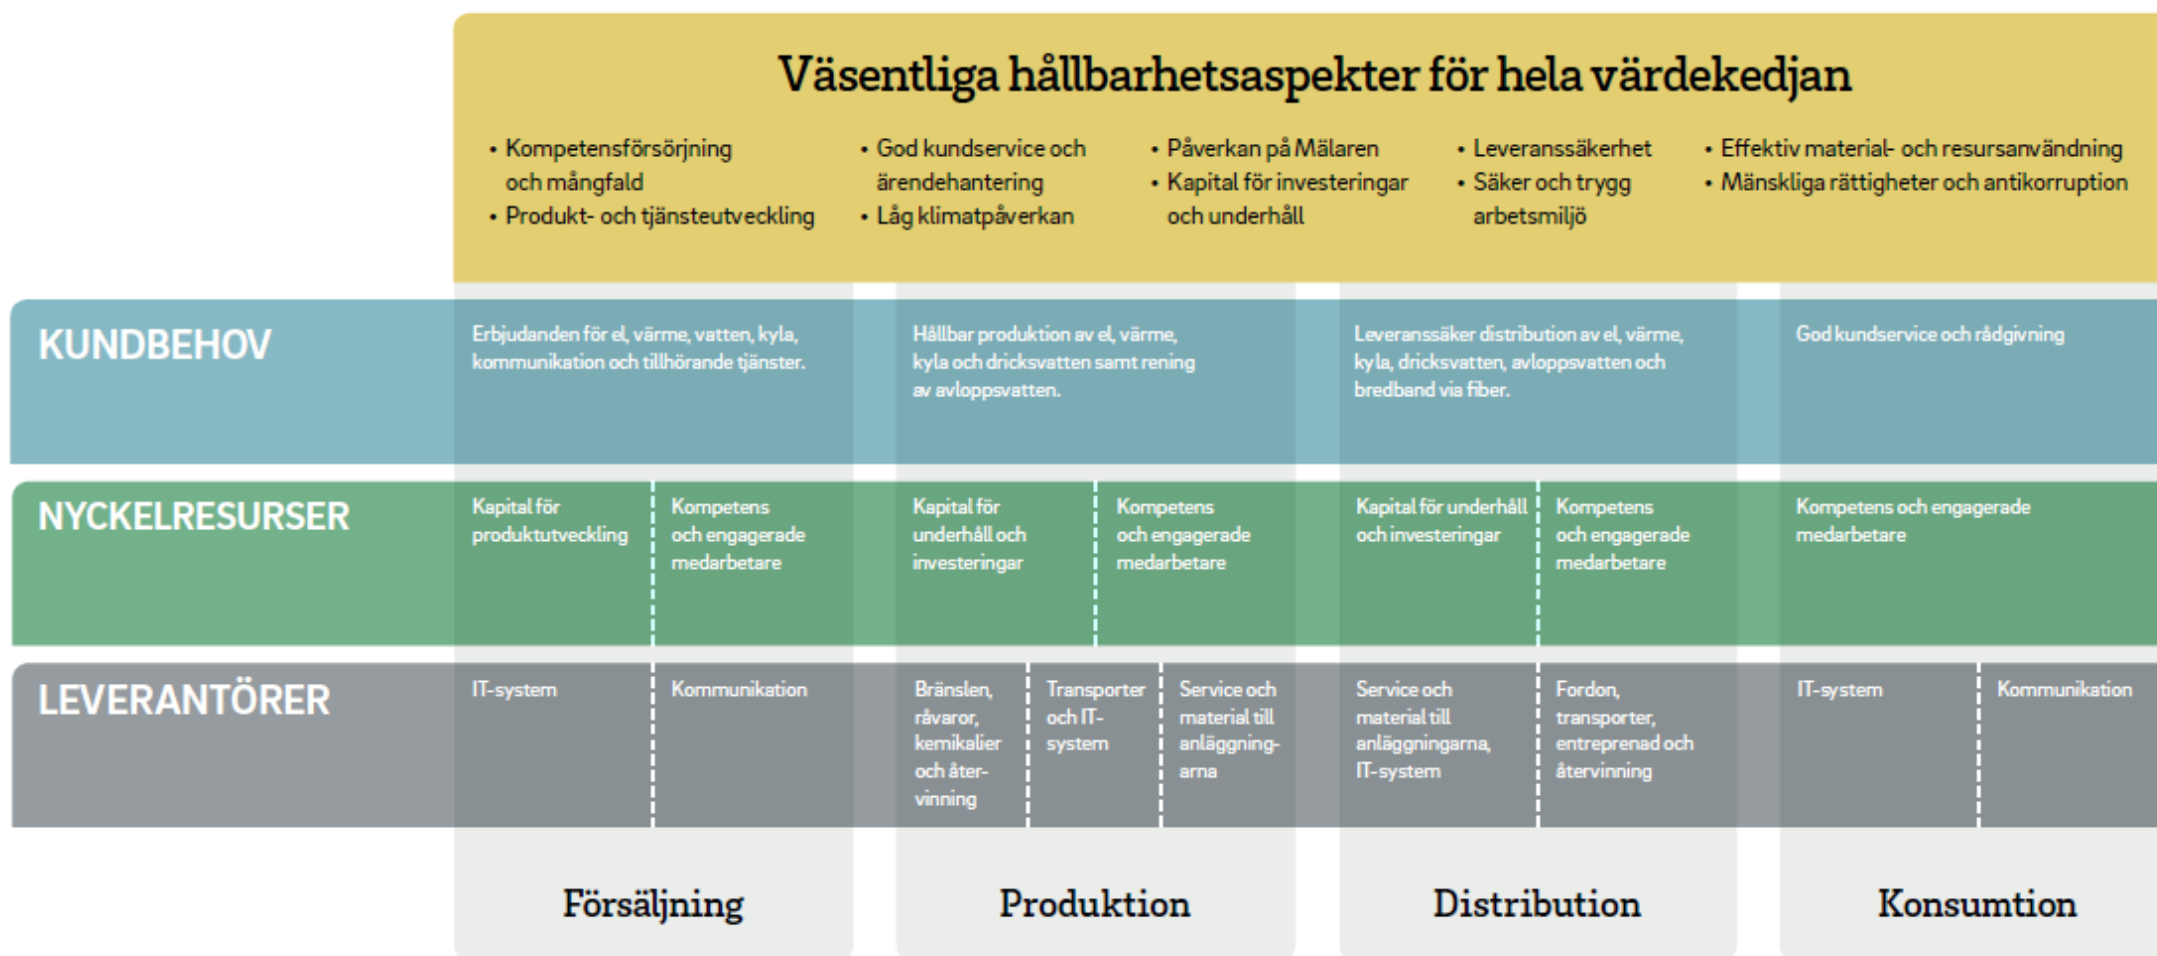 Väsentliga hållbarhetsaspekter för hela värdekedjan
• Kompetensförsörjning
och mångfald
• Produkt- och tjänsteutveckling
• God kundservice och
ärendehantering
• Låg klimatpåverkan
• Påverkan på Mälaren
• Kapital för investeringar
och underhåll
• Leveranssäkerhet
• Säker och trygg
arbetsmiljö
• Effektiv material- och resursanvändning
• Mänskliga rättigheter och antikorruption
KUNDBEHOV
Erbjudanden för el, värme, vatten, kyla,
kommunikation och tillhörande tjänster.
Hållbar produktion av el, värme,
kyla och dricksvatten samt rening
av avloppsvatten.
Leveranssäker distribution av el, värme,
kyla, dricksvatten, avloppsvatten och
bredband via fiber.
God kundservice och rådgivning
NYCKELRESURSER
Kapital för
produktutveckling
Kompetens
och engagerade
medarbetare
Kapital för
underhåll och
investeringar
Kompetens
och engagerade
medarbetare
Kapital för underhåll
och investeringar
Kompetens
och engagerade
medarbetare
Kompetens och engagerade
medarbetare
LEVERANTÖRER
IT-system
Kommunikation
Bränslen,
råvaror,
kemikalier
och åter-
vinning
Transporter
och IT-
system
Service och
material till
anläggning-
arna
Service och
material till
anläggningarna,
IT-system
Fordon,
transporter,
entreprenad och
återvinning
IT-system
Kommunikation
Försäljning
Produktion
Distribution
Konsumtion